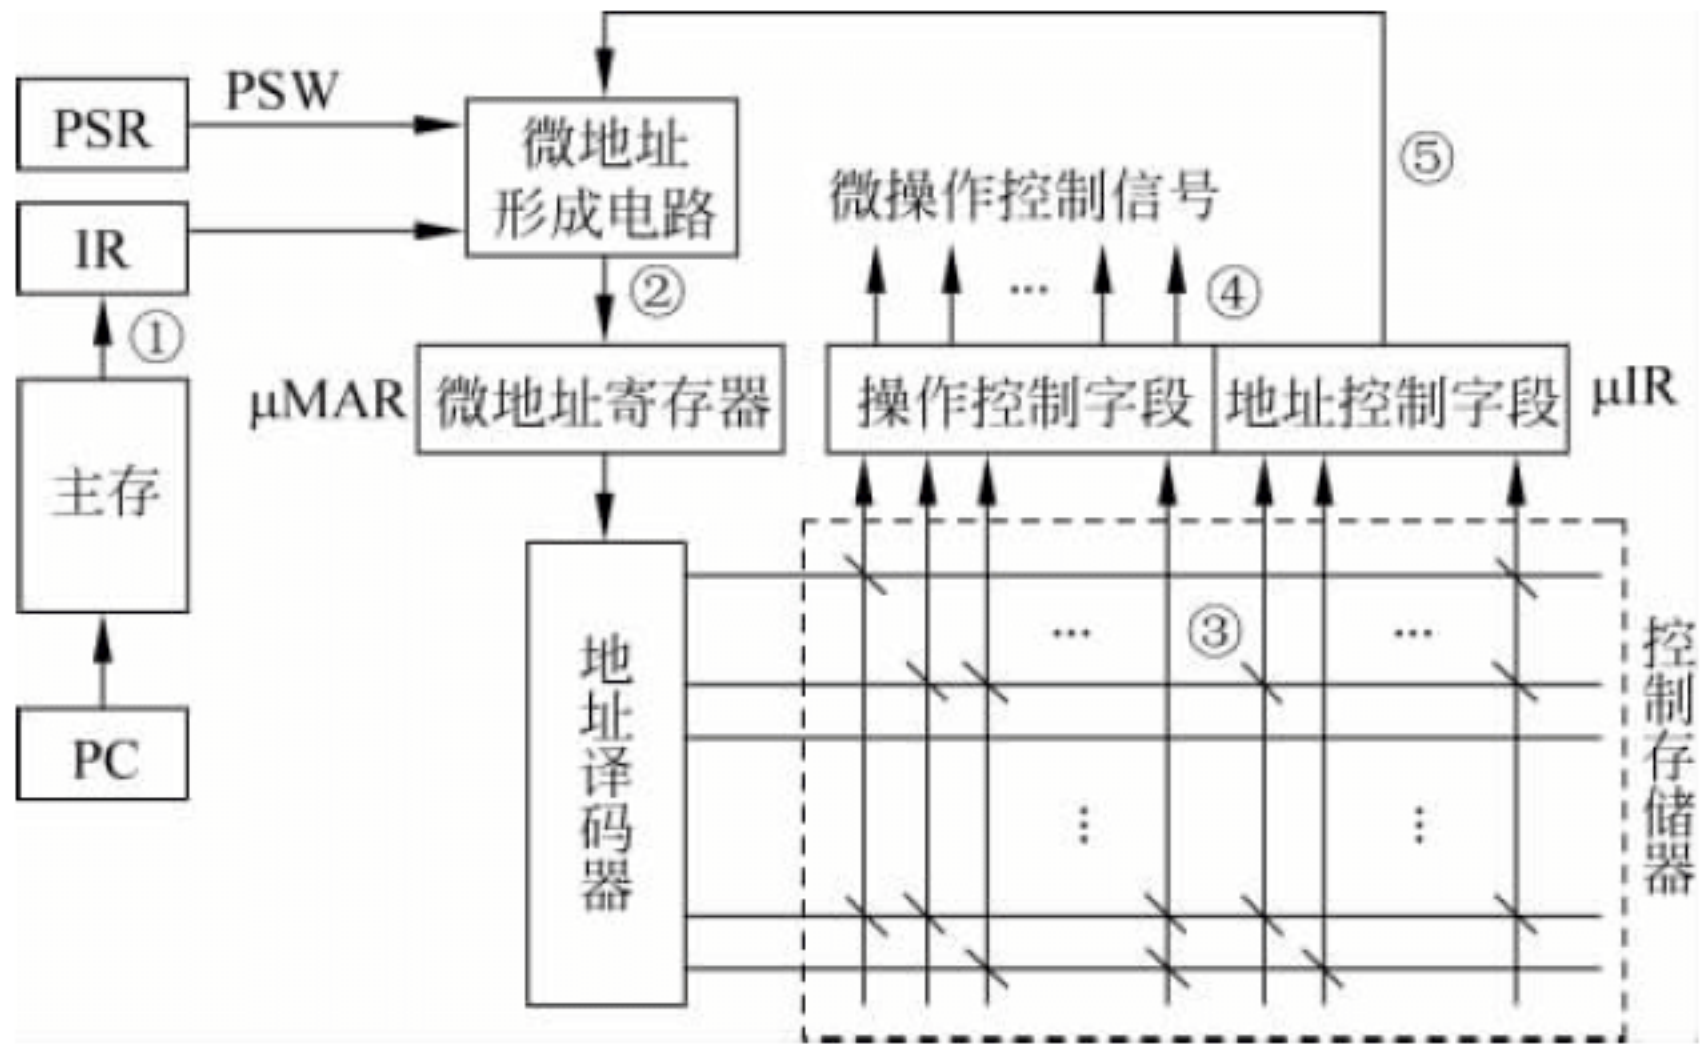 PSW
PSR
微地址
形成电路
⑤
微操作控制信号
IR
①
②
…
④
μMAR
微地址寄存器
操作控制字段
地址控制字段
μIR
主存
PC
地址译码器
…
③
…
⋮
⋮
控制存储器